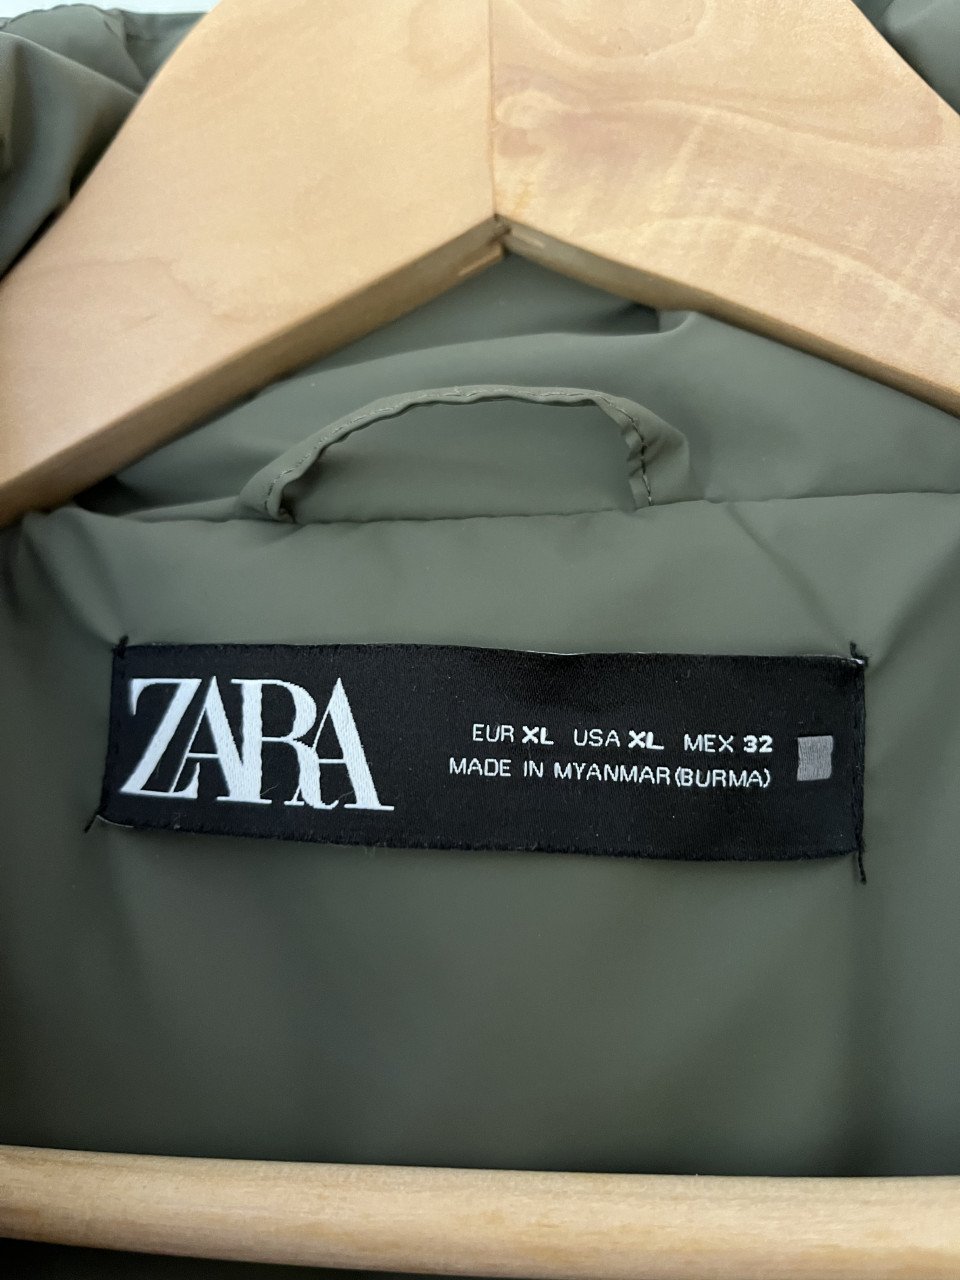 ZARA
EUR XL USA XL MEX 32
MADE IN MYANMAR (BURMA)